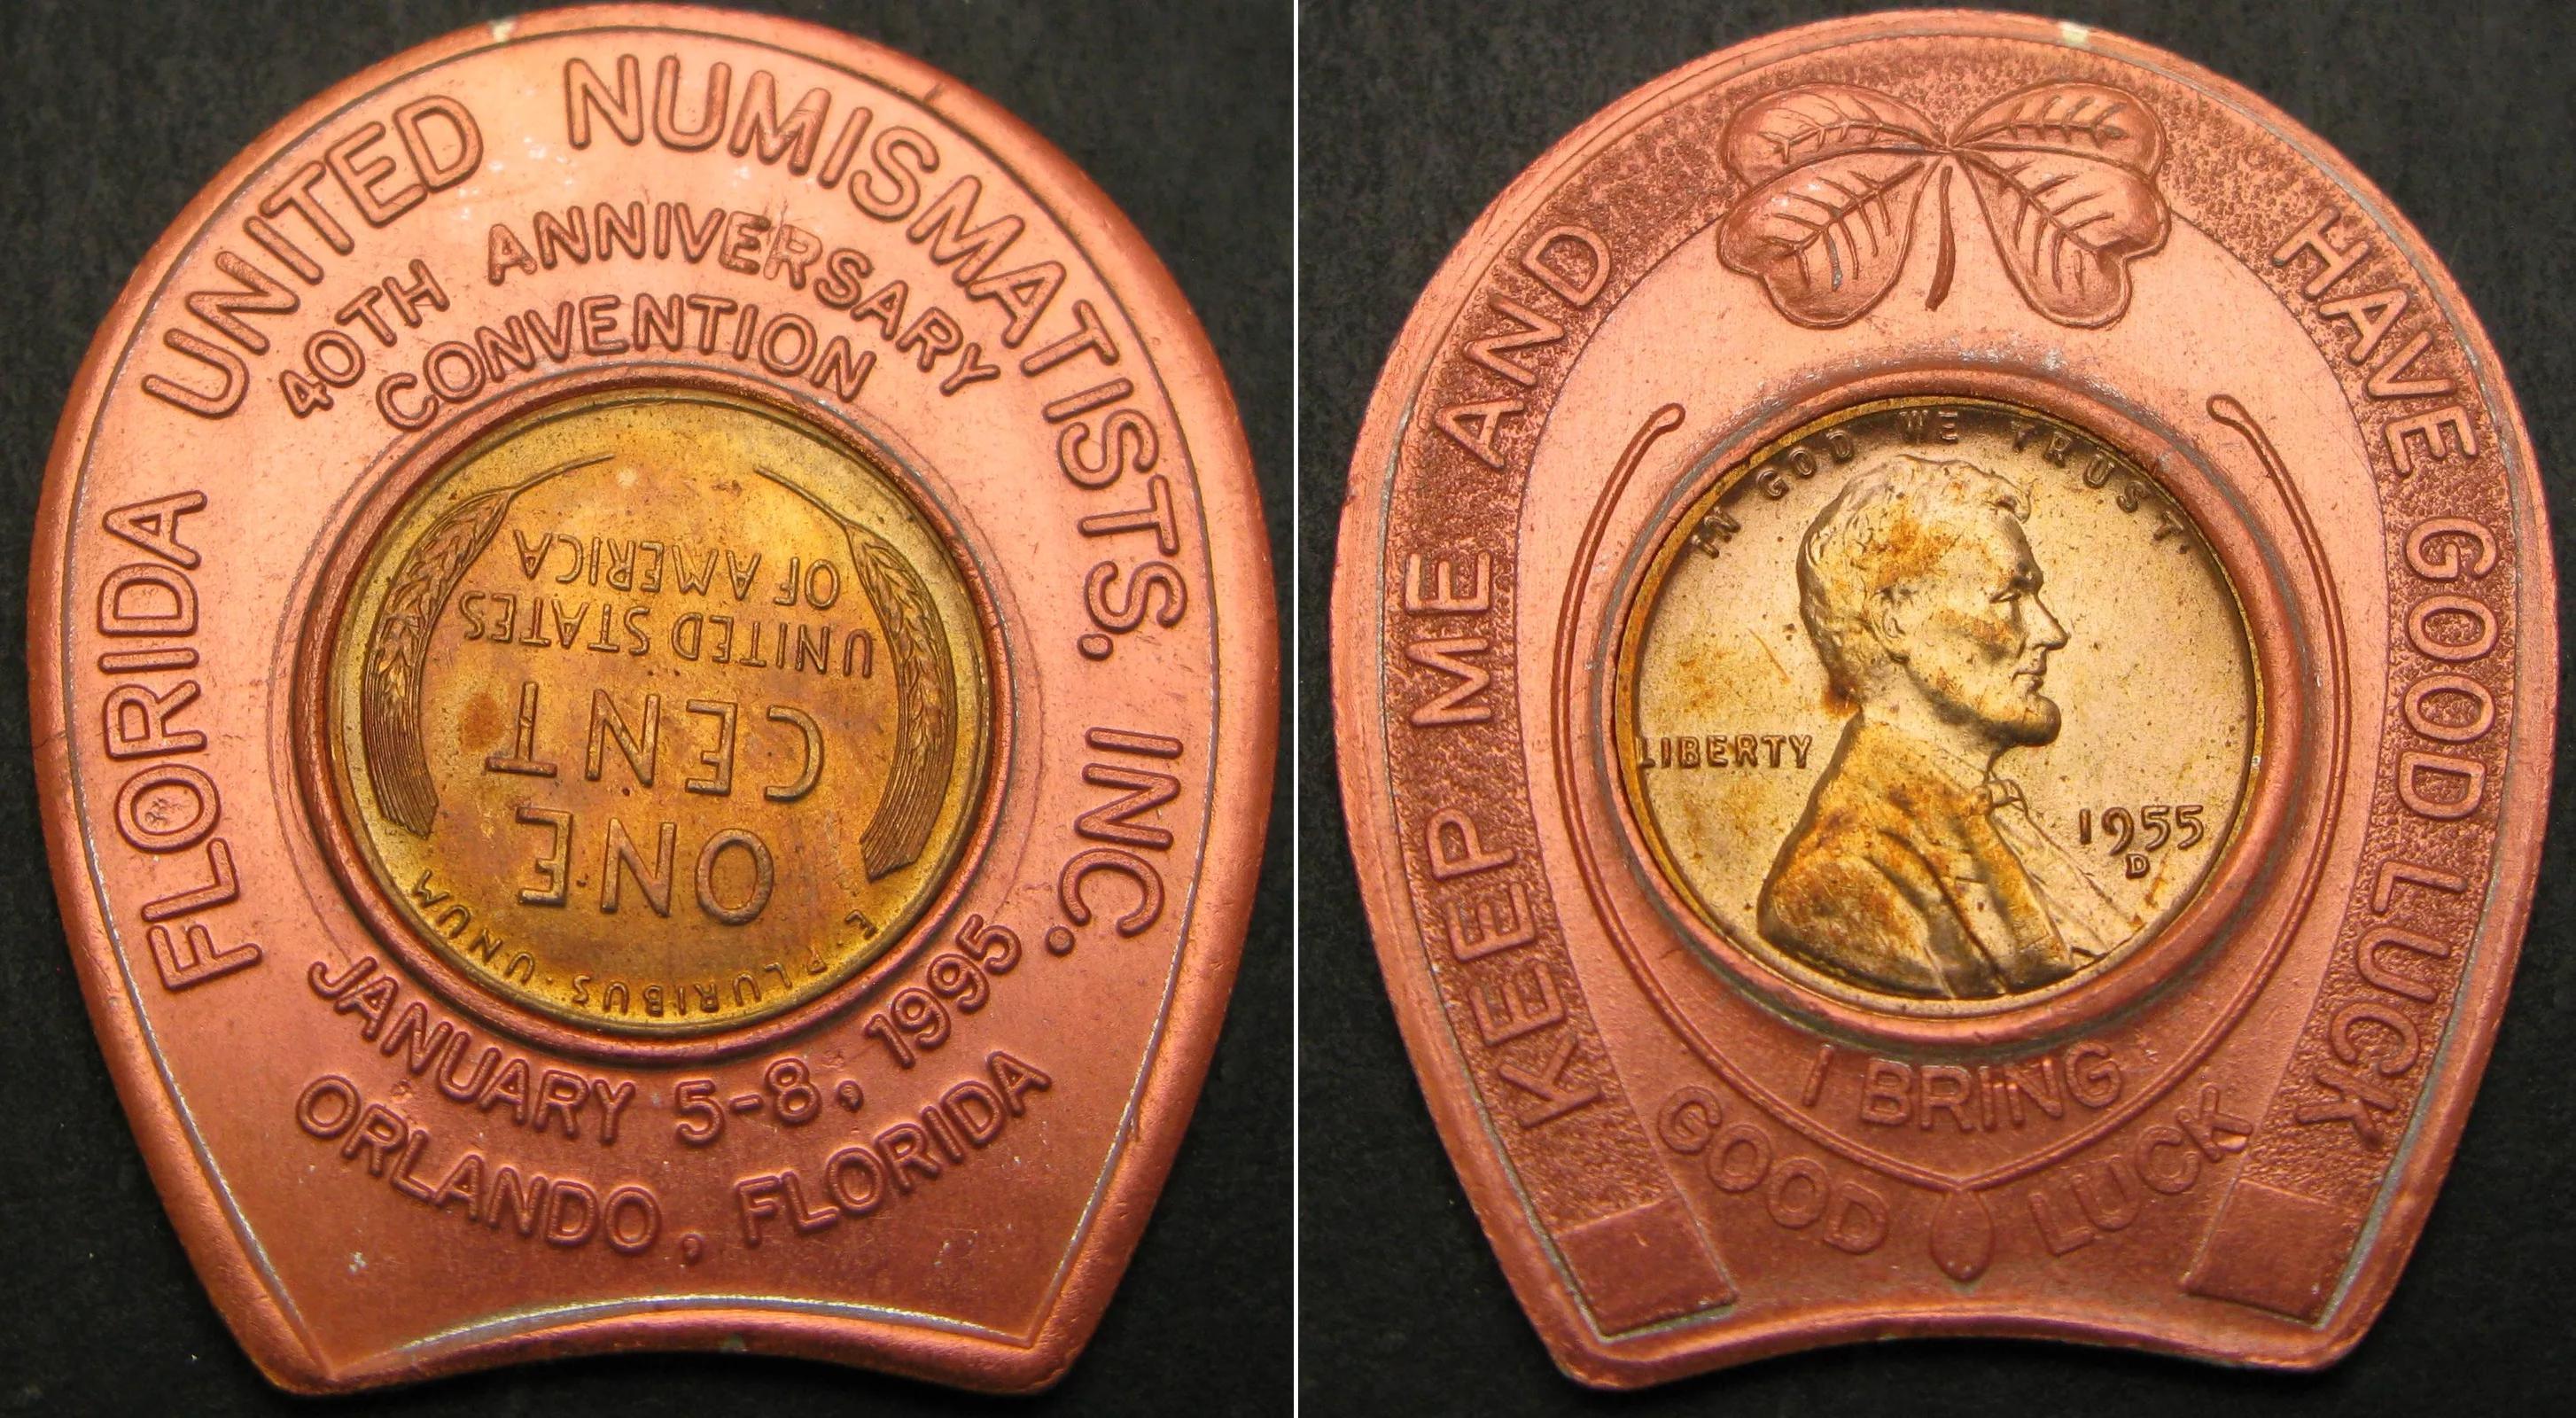 FLORIDA UNITED NUMISMATISTS, INC.
40TH ANNIVERSARY
CONVENTION
E·PLURIBUS·UNUM
ONE
CENT
UNITED STATES
OF AMERICA
JANUARY 5-8, 1995
ORLANDO, FLORIDA
KEEP ME AND HAVE GOOD LUCK
IN GOD WE TRUST
LIBERTY
1955
D
I BRING
GOOD LUCK